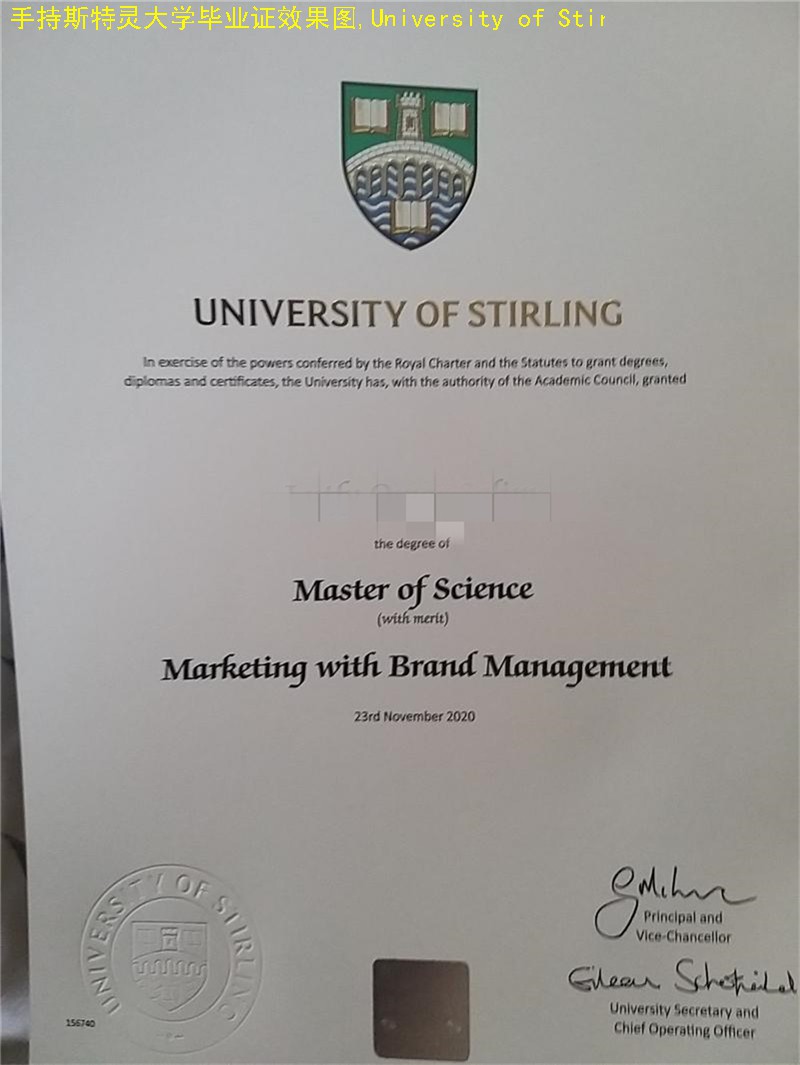 手持斯特灵大学毕业证效果图,University of Stir
UNIVERSITY OF STIRLING
In exercise of the powers conferred by the Royal Charter and the Statutes to grant degrees,
diplomas and certificates, the University has, with the authority of the Academic Council, granted
the degree of
Master of Science
(with merit)
Marketing with Brand Management
23rd November 2020
UNIVERSITY OF STIRLING
Principal and
Vice-Chancellor
University Secretary and
Chief Operating Officer
156740